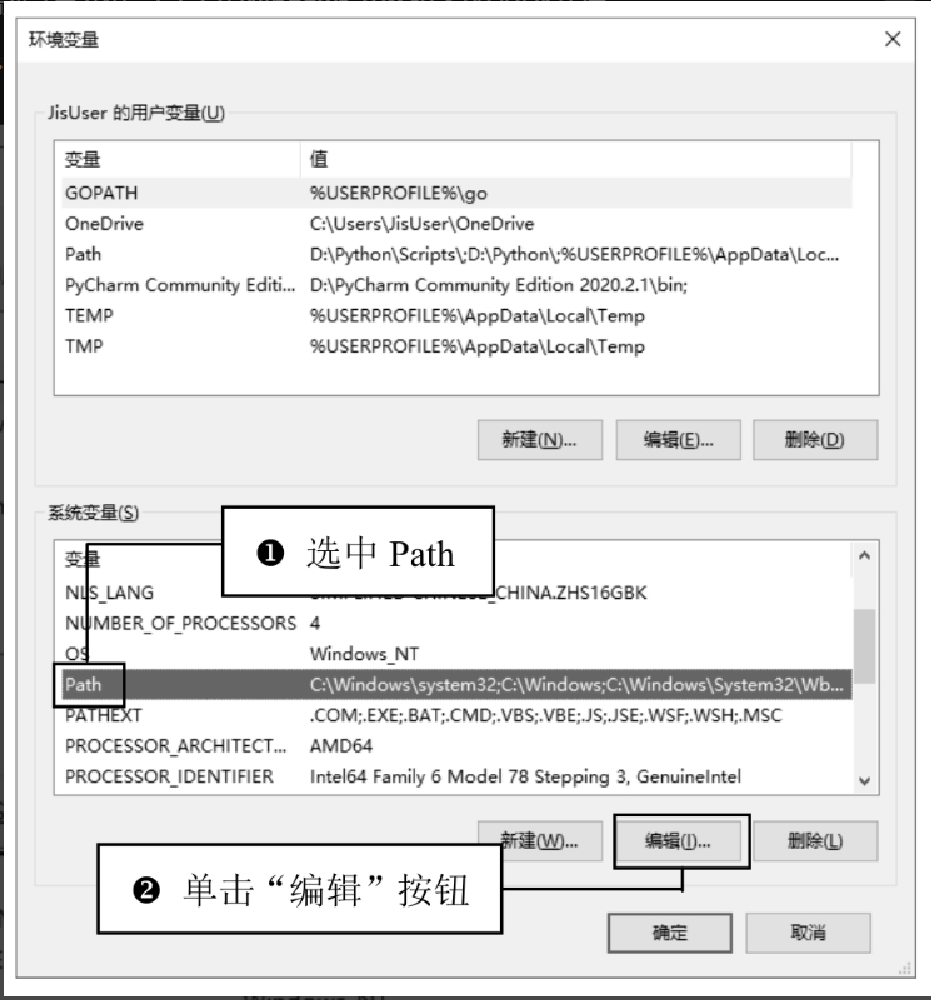 环境变量
JisUser 的用户变量(U)
变量 值
GOPATH %USERPROFILE%\go
OneDrive C:\Users\JisUser\OneDrive
Path D:\Python\Scripts\;D:\Python\;%USERPROFILE%\AppData\Loc...
PyCharm Community Editi... D:\PyCharm Community Edition 2020.2.1\bin;
TEMP %USERPROFILE%\AppData\Local\Temp
TMP %USERPROFILE%\AppData\Local\Temp
新建(N)... 编辑(E)... 删除(D)
系统变量(S)
❶ 选中 Path
变量
NLS_LANG CHINA.ZHS16GBK
NUMBER_OF_PROCESSORS 4
OS Windows_NT
Path C:\Windows\system32;C:\Windows;C:\Windows\System32\Wb...
PATHEXT .COM;.EXE;.BAT;.CMD;.VBS;.VBE;.JS;.JSE;.WSF;.WSH;.MSC
PROCESSOR_ARCHITECT... AMD64
PROCESSOR_IDENTIFIER Intel64 Family 6 Model 78 Stepping 3, GenuineIntel
新建(W)... 编辑(I)... 删除(L)
❷ 单击“编辑”按钮
确定 取消